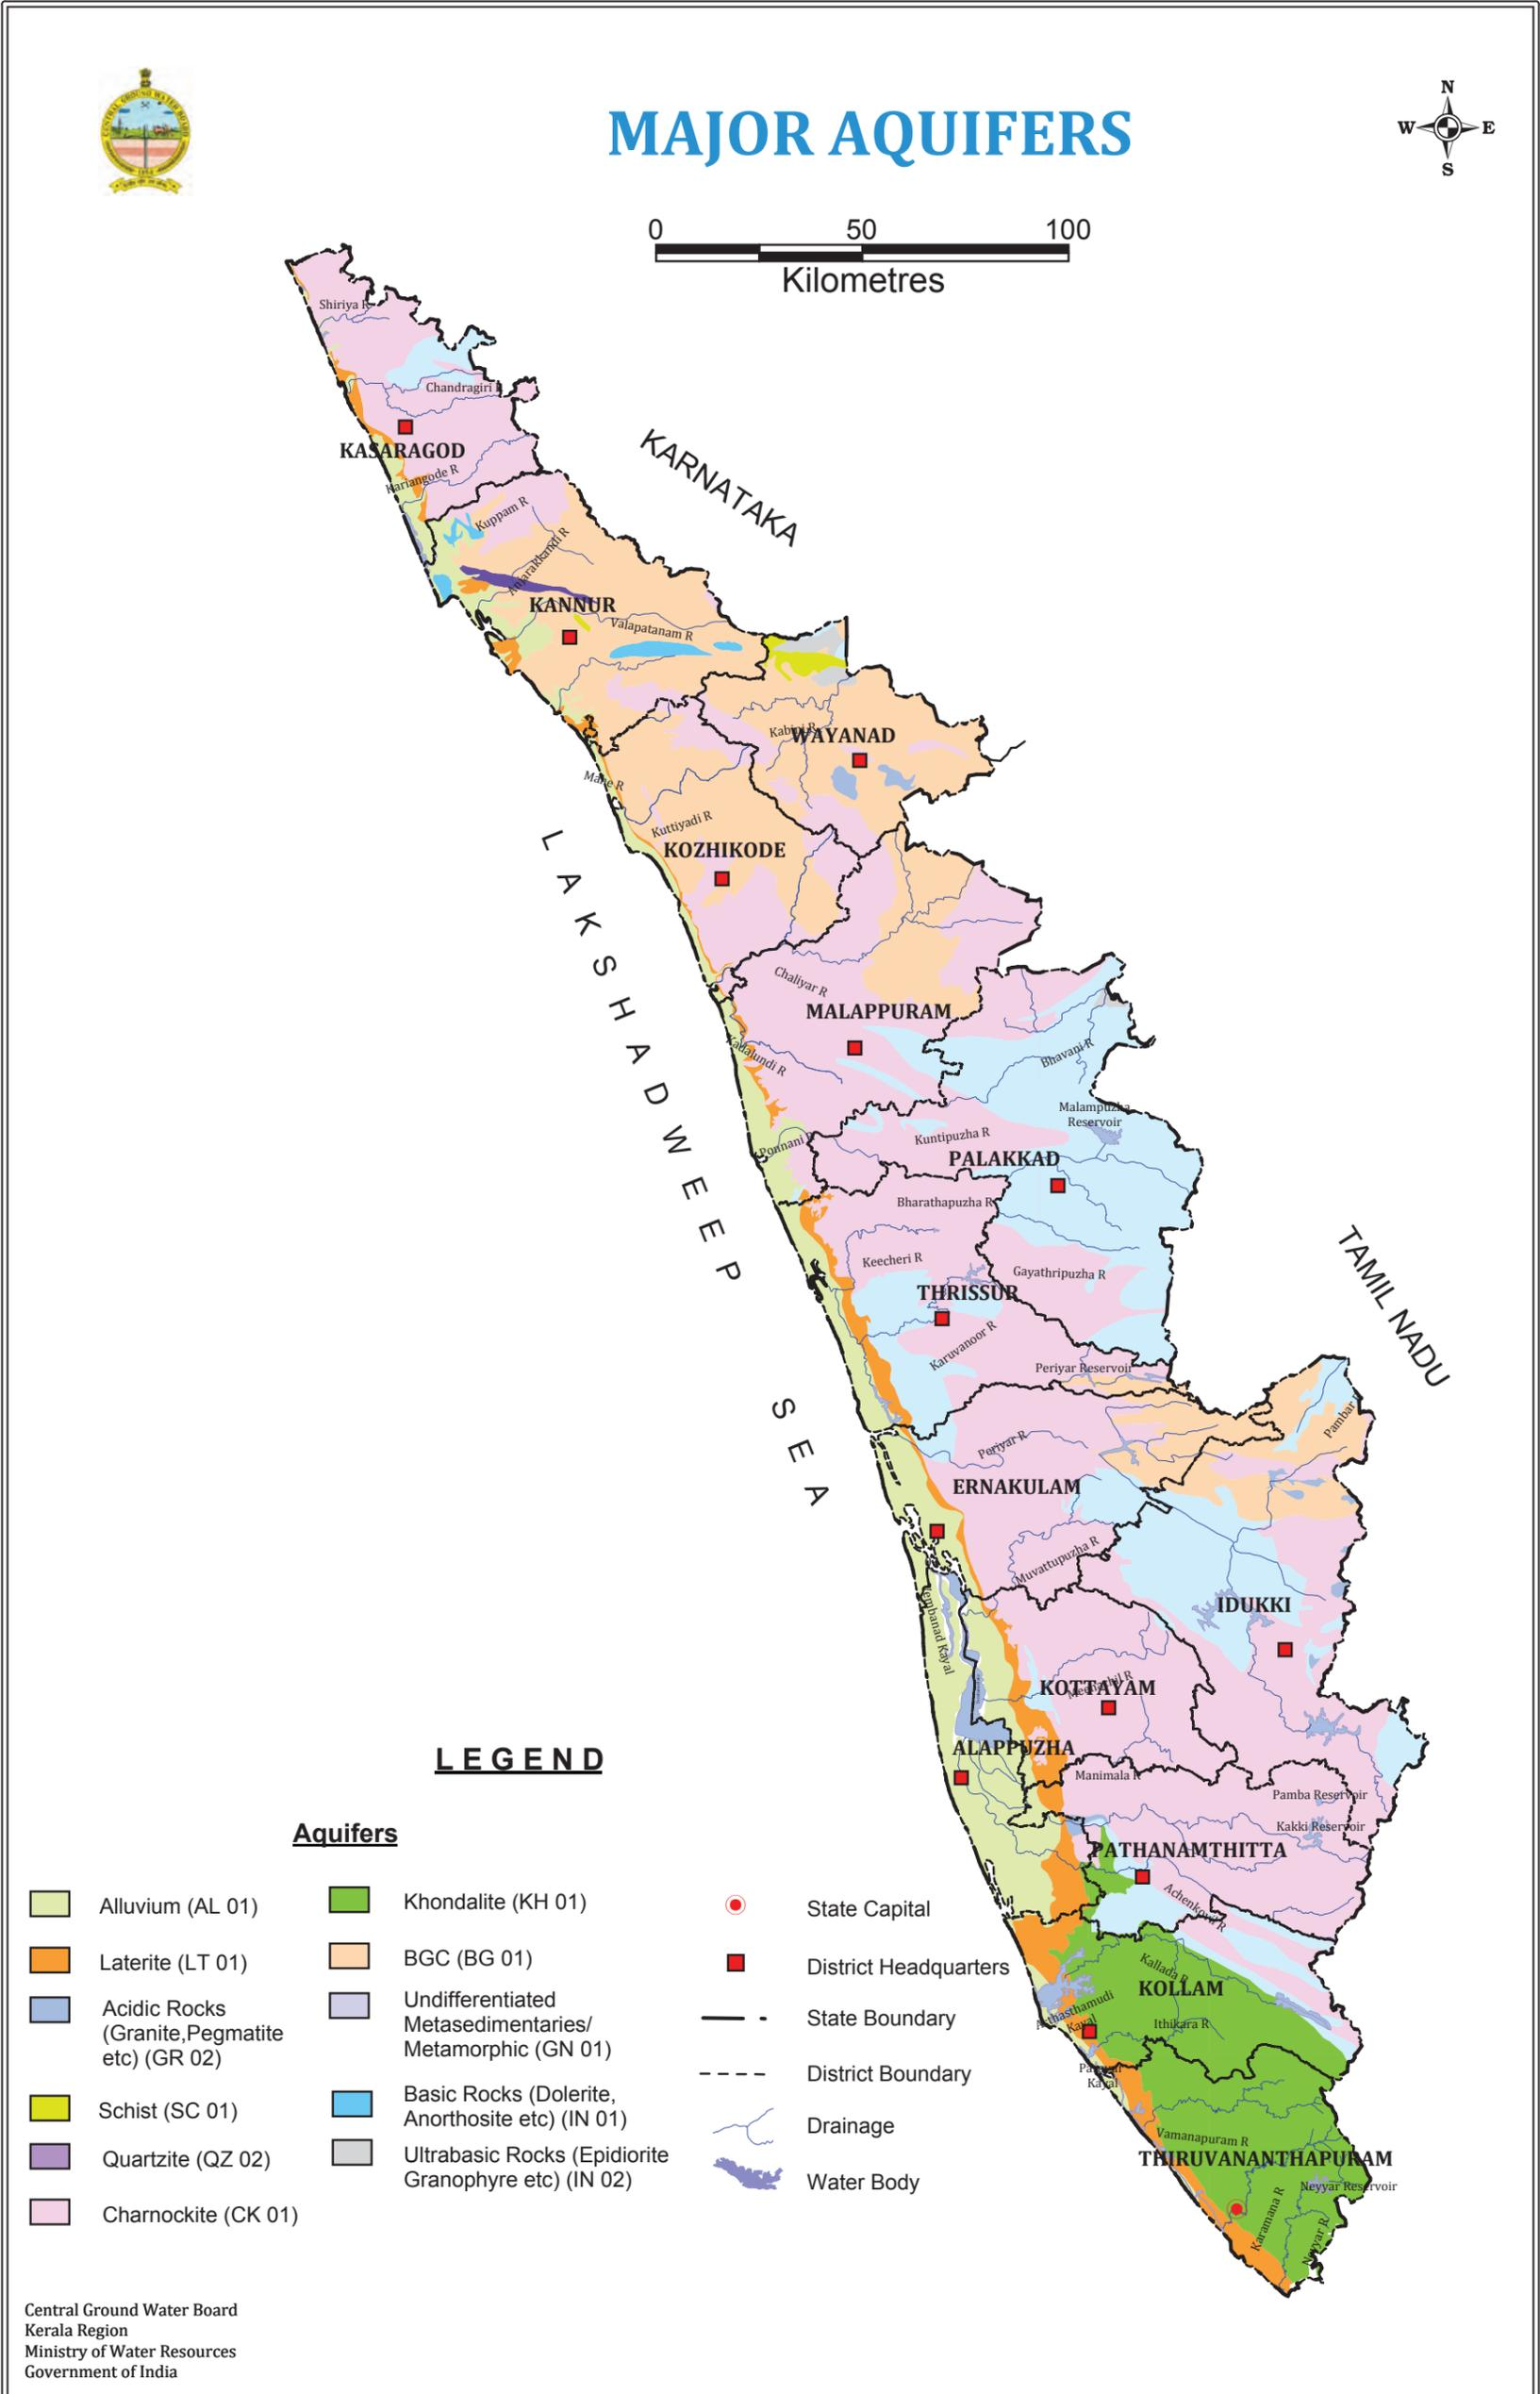 MAJOR AQUIFERS
N
W E
S
0 50 100
Kilometres
Shiriya R
Chandragiri R
KASARAGOD
Kariangode R
KARNATAKA
Kuppam R
Anjarakkandi R
KANNUR
Valapatanam R
Kabini R
WAYANAD
Mahe R
Kuttiyadi R
KOZHIKODE
LAKSHADWEEP SEA
Chaliyar R
MALAPPURAM
Kadalundi R
Bhavani R
Malampuzha
Reservoir
Ponnani R
Kuntipuzha R
PALAKKAD
Bharathapuzha R
Keecheri R
Gayathripuzha R
TAMIL NADU
THRISSUR
Karuvanoor R
Periyar Reservoir
Pambar
Periyar R
ERNAKULAM
Muvattupuzha R
Vembanad Kayal
IDUKKI
Meenachil R
KOTTAYAM
ALAPPUZHA
Manimala R
Pamba Reservoir
Kakki Reservoir
PATHANAMTHITTA
Achenkovil R
Kallada R
KOLLAM
Asthasthamudi
Kayal
Ithikara R
Kayal
Vamanapuram R
THIRUVANANTHAPURAM
Neyyar Reservoir
Karamana R
Neyyar R
LEGEND
Aquifers
Alluvium (AL 01)
Laterite (LT 01)
Acidic Rocks
(Granite,Pegmatite
etc) (GR 02)
Schist (SC 01)
Quartzite (QZ 02)
Charnockite (CK 01)
Khondalite (KH 01)
BGC (BG 01)
Undifferentiated
Metasedimentaries/
Metamorphic (GN 01)
Basic Rocks (Dolerite,
Anorthosite etc) (IN 01)
Ultrabasic Rocks (Epidiorite
Granophyre etc) (IN 02)
State Capital
District Headquarters
State Boundary
District Boundary
Drainage
Water Body
Central Ground Water Board
Kerala Region
Ministry of Water Resources
Government of India